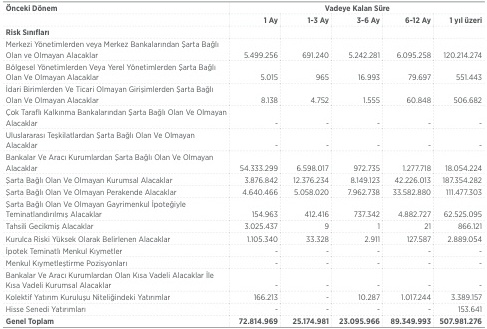 Önceki Dönem Vadeye Kalan Süre
1 Ay 1-3 Ay 3-6 Ay 6-12 Ay 1 yıl üzeri
Risk Sınıfları
Merkezi Yönetimlerden veya Merkez Bankalarından Şarta Bağlı
Olan ve Olmayan Alacaklar 5.499.256 691.240 5.242.281 6.095.258 120.214.274
Bölgesel Yönetimlerden Veya Yerel Yönetimlerden Şarta Bağlı
Olan Ve Olmayan Alacaklar 5.015 965 16.993 79.697 551.443
İdari Birimlerden Ve Ticari Olmayan Girişimlerden Şarta Bağlı
Olan Ve Olmayan Alacaklar 8.138 4.752 1.555 60.848 506.682
Çok Taraflı Kalkınma Bankalarından Şarta Bağlı Olan Ve Olmayan
Alacaklar - - - - -
Uluslararası Teşkilatlardan Şarta Bağlı Olan Ve Olmayan
Alacaklar - - - - -
Bankalar Ve Aracı Kurumlardan Şarta Bağlı Olan Ve Olmayan
Alacaklar 54.333.299 6.598.017 972.735 1.277.718 18.054.224
Şarta Bağlı Olan Ve Olmayan Kurumsal Alacaklar 3.876.842 12.376.234 8.149.123 42.226.013 187.354.282
Şarta Bağlı Olan Ve Olmayan Perakende Alacaklar 4.640.466 5.058.020 7.962.738 33.582.880 111.477.303
Şarta Bağlı Olan Ve Olmayan Gayrimenkul İpoteğiyle
Teminatlandırılmış Alacaklar 154.963 412.416 737.342 4.882.727 62.525.095
Tahsili Gecikmiş Alacaklar 3.025.437 9 1 21 866.121
Kurulca Riski Yüksek Olarak Belirlenen Alacaklar 1.105.340 33.328 2.911 127.587 2.889.054
İpotek Teminatlı Menkul Kıymetler - - - - -
Menkul Kıymetleştirme Pozisyonları - - - - -
Bankalar Ve Aracı Kurumlardan Olan Kısa Vadeli Alacaklar İle
Kısa Vadeli Kurumsal Alacaklar - - - - -
Kolektif Yatırım Kuruluşu Niteliğindeki Yatırımlar 166.213 - 10.287 1.017.244 3.389.157
Hisse Senedi Yatırımları - - - - 153.641
Genel Toplam 72.814.969 25.174.981 23.095.966 89.349.993 507.981.276